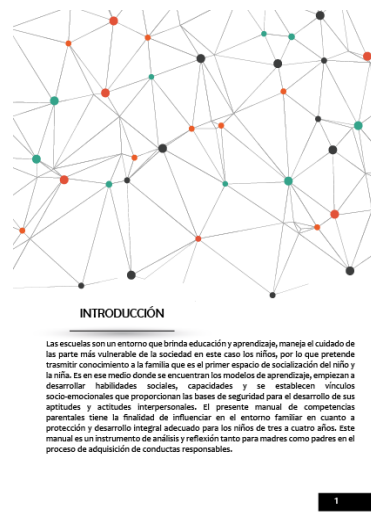 INTRODUCCIÓN
Las escuelas son un entorno que brinda educación y aprendizaje, maneja el cuidado de
las parte más vulnerable de la sociedad en este caso los niños, por lo que pretende
trasmitir conocimiento a la familia que es el primer espacio de socialización del niño y
la niña. Es en ese medio donde se encuentran los modelos de aprendizaje, empiezan a
desarrollar habilidades sociales, capacidades y se establecen vínculos
socio-emocionales que proporcionan las bases de seguridad para el desarrollo de sus
aptitudes y actitudes interpersonales. El presente manual de competencias
parentales tiene la finalidad de influenciar en el entorno familiar en cuanto a
protección y desarrollo integral adecuado para los niños de tres a cuatro años. Este
manual es un instrumento de análisis y reflexión tanto para madres como padres en el
proceso de adquisición de conductas responsables.
1